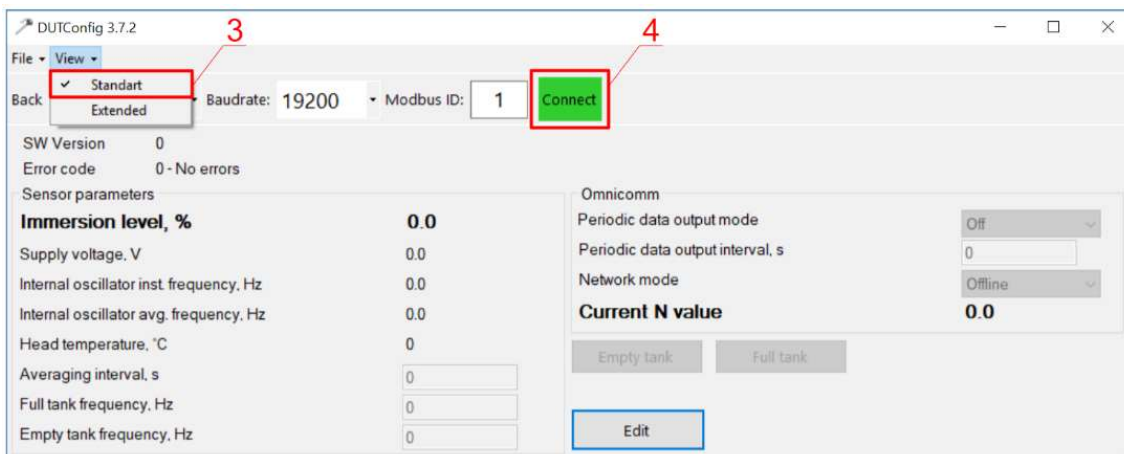 DUTConfig 3.7.2
3
4
File View
Standart
Extended
Back Baudrate: 19200 Modbus ID: 1 Connect
SW Version 0
Error code 0 - No errors
Sensor parameters
Immersion level, % 0.0
Supply voltage, V 0.0
Internal oscillator inst. frequency, Hz 0.0
Internal oscillator avg. frequency, Hz 0.0
Head temperature, °C 0
Averaging interval, s 0
Full tank frequency, Hz 0
Empty tank frequency, Hz 0
Omnicomm
Periodic data output mode Off
Periodic data output interval, s 0
Network mode Offline
Current N value 0.0
Empty tank Full tank
Edit